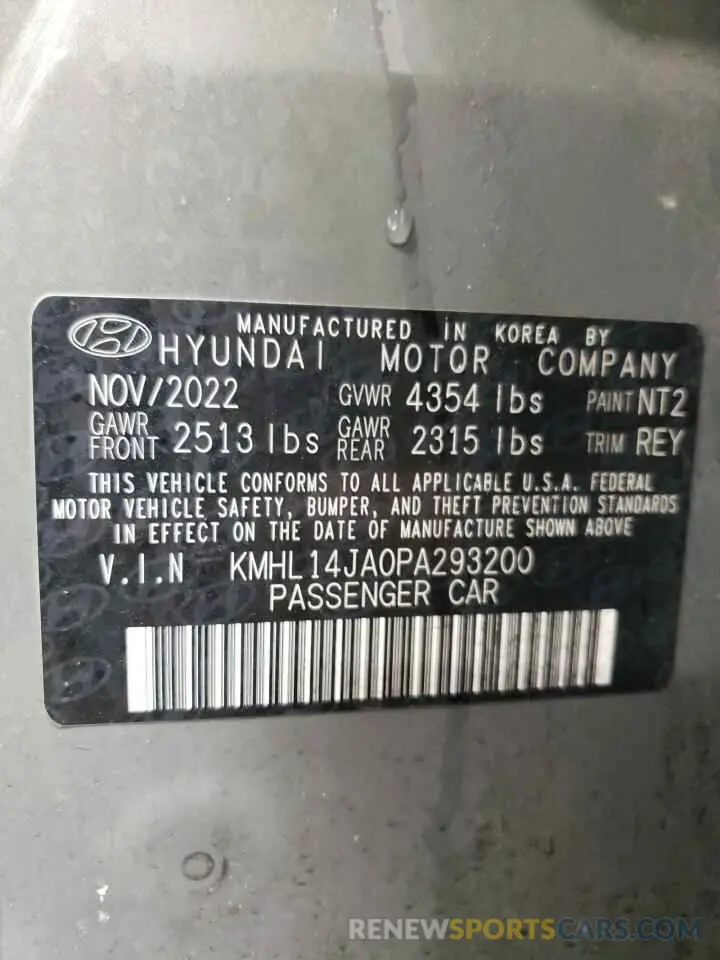 MANUFACTURED IN KOREA BY
HYUNDAI MOTOR COMPANY
NOV/2022 GVWR 4354 lbs PAINT NT2
GAWR FRONT 2513 lbs GAWR REAR 2315 lbs TRIM REY
THIS VEHICLE CONFORMS TO ALL APPLICABLE U.S.A. FEDERAL
MOTOR VEHICLE SAFETY, BUMPER, AND THEFT PREVENTION STANDARDS
IN EFFECT ON THE DATE OF MANUFACTURE SHOWN ABOVE
V.I.N KMHL14JA0PA293200
PASSENGER CAR
RENEWSPORTSCARS.COM